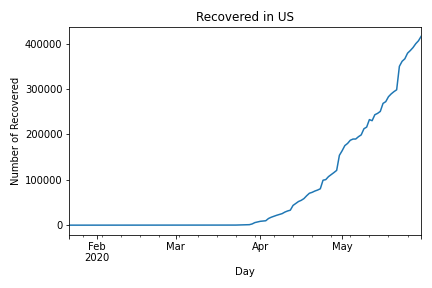 Recovered in US
Number of Recovered
400000
300000
200000
100000
0
Feb
2020
Mar
Apr
May
Day